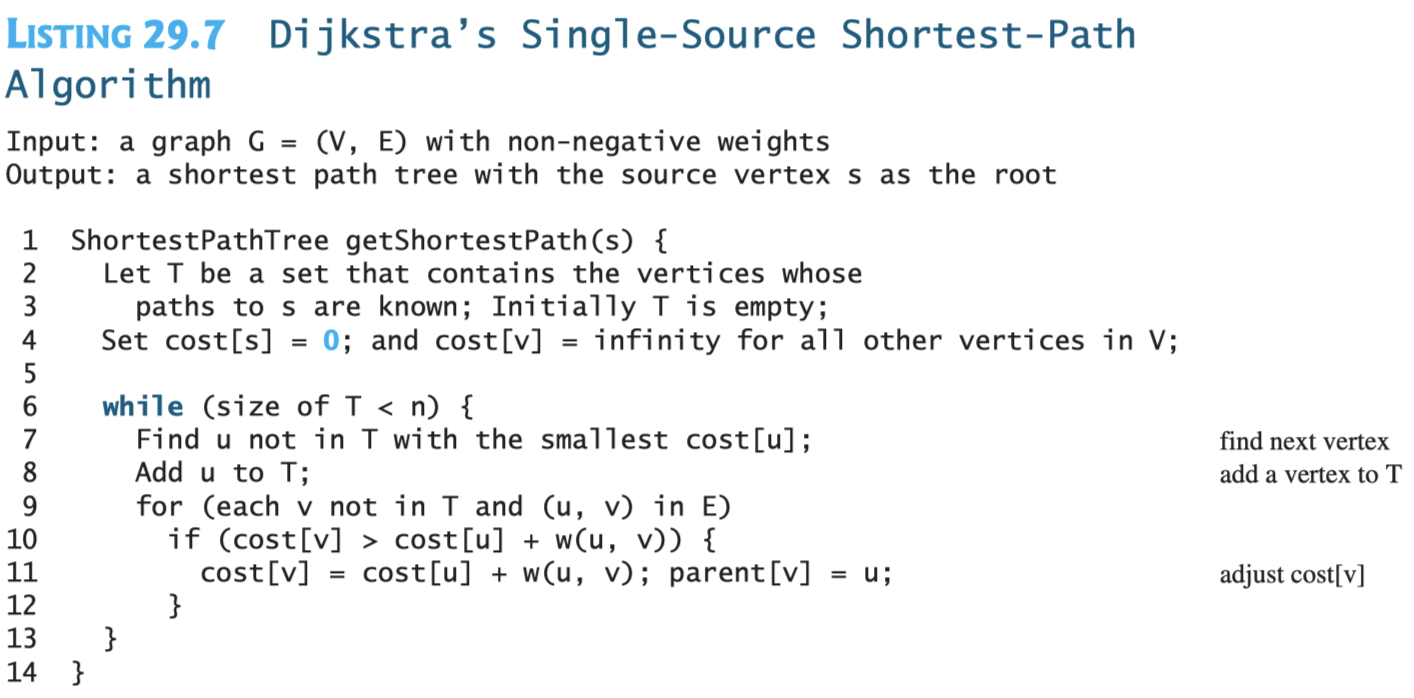 LISTING 29.7 Dijkstra's Single-Source Shortest-Path
Algorithm
Input: a graph G = (V, E) with non-negative weights
Output: a shortest path tree with the source vertex s as the root
1 ShortestPathTree getShortestPath(s) {
2 Let T be a set that contains the vertices whose
3 paths to s are known; Initially T is empty;
4 Set cost[s] = 0; and cost[v] = infinity for all other vertices in V;
5
6 while (size of T < n) {
7 Find u not in T with the smallest cost[u]; find next vertex
8 Add u to T; add a vertex to T
9 for (each v not in T and (u, v) in E)
10 if (cost[v] > cost[u] + w(u, v)) {
11 cost[v] = cost[u] + w(u, v); parent[v] = u; adjust cost[v]
12 }
13 }
14 }